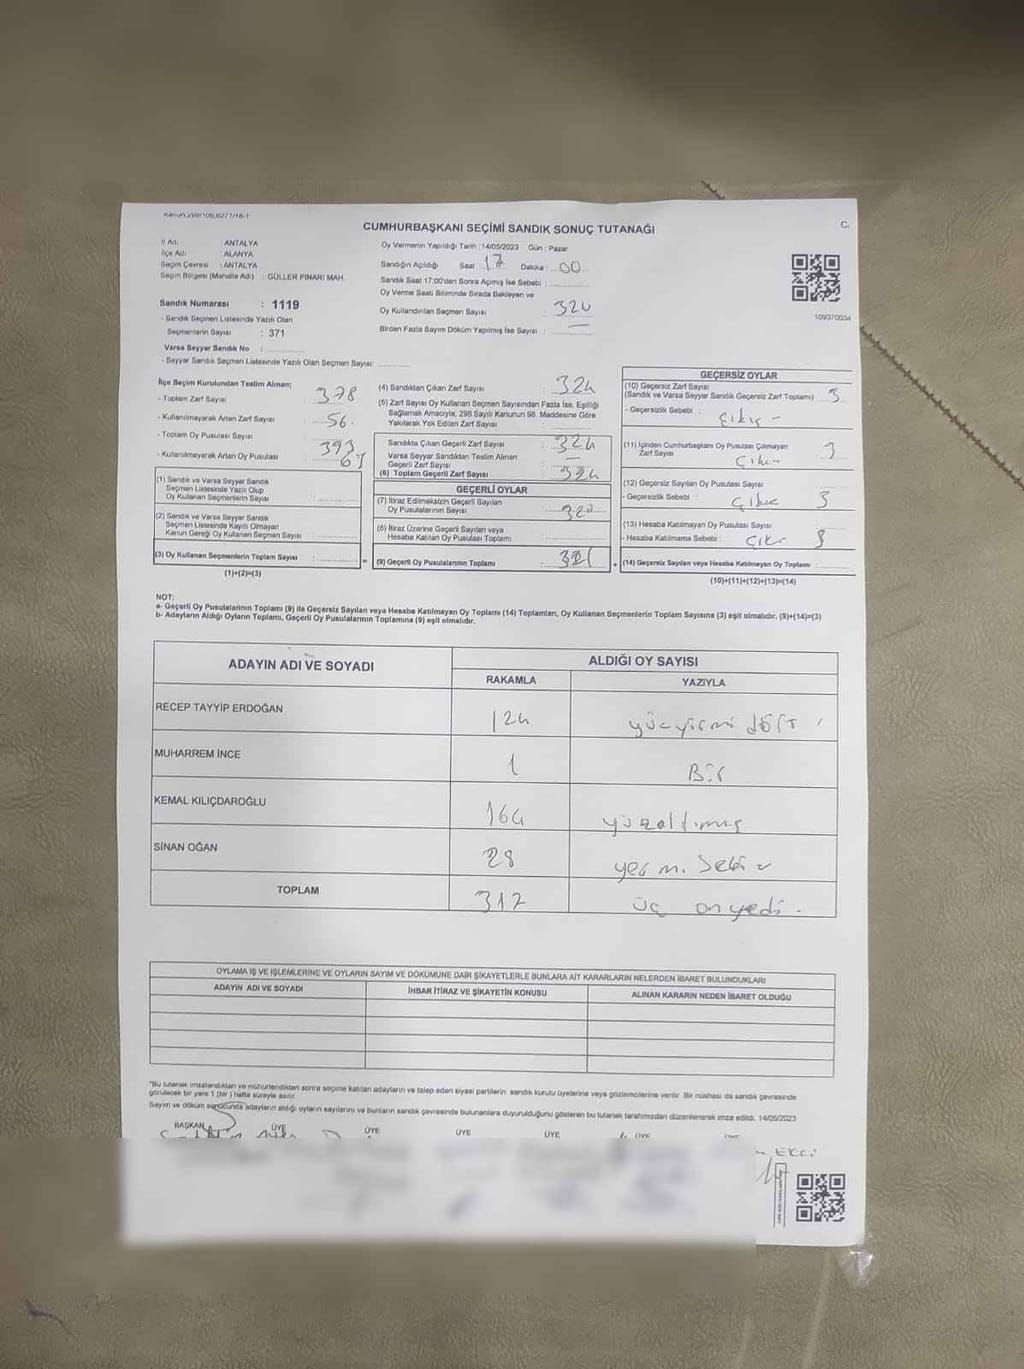 CUMHURBAŞKANI SEÇİMİ SANDIK SONUÇ TUTANAĞI
C.
İl Adı : ANTALYA
İlçe Adı : ALANYA
Seçim Çevresi : ANTALYA
Seçim Bölgesi (Mahalle Adı) : GÜLLER PINARI MAH.
Sandık Numarası : 1119
- Sandık Seçmen Listesinde Yazılı Olan
Seçmenlerin Sayısı : 371
Varsa Seyyar Sandık No :
- Seyyar Sandık Seçmen Listesinde Yazılı Olan Seçmen Sayısı:
Oy Vermenin Yapıldığı Tarih : 14/05/2023 Gün : Pazar
Sandığın Açıldığı Saat 17 Dakika : 00
Sandık Saat 17:00'den Sonra Açımış İse Sebebi :
Oy Verme Saati Bitiminde Sırada Bekleyen ve
Oy Kullandırılan Seçmen Sayısı :
Birden Fazla Sayım Döküm Yapılmış İse Sayısı : —
109370034
İlçe Seçim Kurulundan Teslim Alınan;
- Toplam Zarf Sayısı : 378
- Kullanılmayarak Artan Zarf Sayısı : 56
- Toplam Oy Pusulası Sayısı : 393
- Kullanılmayarak Artan Oy Pusulası :
(1) Sandık ve Varsa Seyyar Sandık
Seçmen Listesinde Yazılı Olup
Oy Kullanan Seçmenlerin Sayısı :
(2) Sandık ve Varsa Seyyar Sandık
Seçmen Listesinde Kayıtlı Olmayan
Kanun Gereği Oy Kullanan Seçmen Sayısı :
(3) Oy Kullanan Seçmenlerin Toplam Sayısı :
(1)+(2)=(3)
(4) Sandıktan Çıkan Zarf Sayısı : 324
(5) Zarf Sayısı Oy Kullanan Seçmen Sayısından Fazla İse, Eşitliği
Sağlamak Amacıyla; 298 Sayılı Kanunun 98. Maddesine Göre
Yakılarak Yok Edilen Zarf Sayısı :
Sandıkta Çıkan Geçerli Zarf Sayısı : 324
Varsa Seyyar Sandıktan Teslim Alınan
Geçerli Zarf Sayısı : —
(6) Toplam Geçerli Zarf Sayısı : 324
GEÇERLİ OYLAR
(7) İtiraz Edilmeksizin Geçerli Sayılan
Oy Pusulalarının Sayısı :
(8) İtiraz Üzerine Geçerli Sayılan veya
Hesaba Katılan Oy Pusulası Toplamı :
= (9) Geçerli Oy Pusulalarının Toplamı : 321
GEÇERSİZ OYLAR
(10) Geçersiz Zarf Sayısı
(Sandık ve Varsa Seyyar Sandık Geçersiz Zarf Toplamı) 3
- Geçersizlik Sebebi :
(11) İçinden Cumhurbaşkanı Oy Pusulası Çıkmayan
Zarf Sayısı : 3
(12) Geçersiz Sayılan Oy Pusulası Sayısı :
- Geçersizlik Sebebi : 3
(13) Hesaba Katılmayan Oy Pusulası Sayısı
- Hesaba Katılmama Sebebi : 3
+ (14) Geçersiz Sayılan veya Hesaba Katılmayan Oy Toplamı :
(10)+(11)+(12)+(13)=(14)
NOT:
a- Geçerli Oy Pusulalarının Toplamı (9) ile Geçersiz Sayılan veya Hesaba Katılmayan Oy Toplamı (14) Toplamları, Oy Kullanan Seçmenlerin Toplam Sayısına (3) eşit olmalıdır. (9)+(14)=(3)
b- Adayların Aldığı Oyların Toplamı, Geçerli Oy Pusulalarının Toplamına (9) eşit olmalıdır.
ADAYIN ADI VE SOYADI ALDIĞI OY SAYISI
RAKAMLA YAZIYLA
RECEP TAYYİP ERDOĞAN 124 yüzyirmi dört
MUHARREM İNCE 1 Bir
KEMAL KILIÇDAROĞLU 164 yüzaltmış
SİNAN OĞAN 28 yermi sekiz
TOPLAM 317 üç onyedi
OYLAMA İŞ VE İŞLEMLERİNE VE OYLARIN SAYIM VE DÖKÜMÜNE DAİR ŞİKAYETLERLE BUNLARA AİT KARARLARIN NELERDEN İBARET BULUNDUKLARI
ADAYIN ADI VE SOYADI İHBAR İTİRAZ VE ŞİKAYETİN KONUSU ALINAN KARARIN NEDEN İBARET OLDUĞU
"Bu tutanak imzalandıktan ve mühürlendikten sonra seçime katılan adayların ve talep eden siyasi partilerin sandık kurulu üyelerine veya gözlemcilerine verilir. Bir nüshası da sandık çevresinde
görülecek bir yere 1 (bir) hafta süreyle asılır.
Sayım ve döküm sonucunda adayların aldığı oyların sayılarını ve bunların sandık çevresinde bulunanlara duyurulduğunu gösteren bu tutanak tarafımızdan düzenlenerek imza edildi. 14/05/2023
BAŞKAN ÜYE ÜYE ÜYE ÜYE ÜYE ÜYE